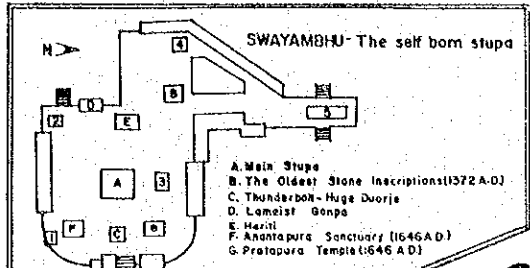 SWAYAMBHU - The self born stupa
N
4
B
5
D
2
E
A
3
F
C
1
A. Main Stupa
B. The Oldest Stone Inscriptions (1372 A.D)
C. Thunderbolt - Huge Duorje
D. Lameist Gonpa
E. Hariti
F. Anantapura Sanctuary (1646 A.D.)
G. Pratapura Temple (1646 A.D.)